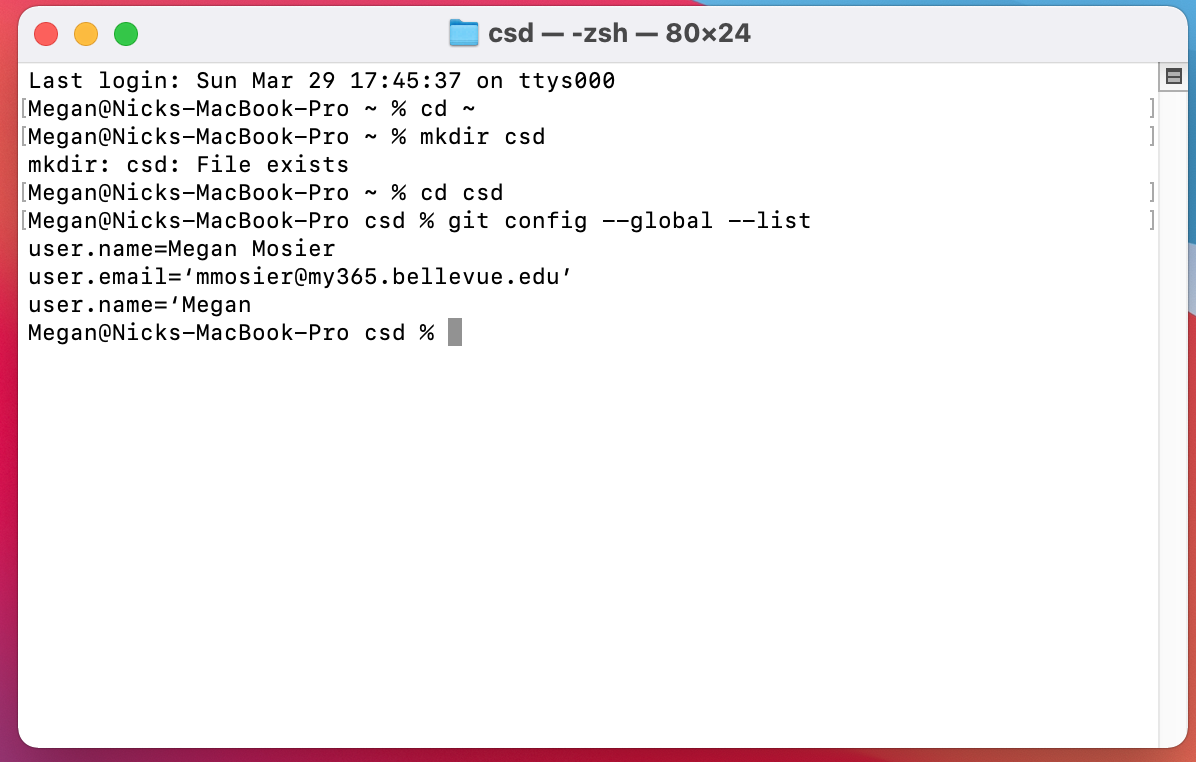 csd — -zsh — 80×24
Last login: Sun Mar 29 17:45:37 on ttys000
[Megan@Nicks-MacBook-Pro ~ % cd ~ ]
[Megan@Nicks-MacBook-Pro ~ % mkdir csd ]
mkdir: csd: File exists
[Megan@Nicks-MacBook-Pro ~ % cd csd ]
[Megan@Nicks-MacBook-Pro csd % git config --global --list ]
user.name=Megan Mosier
user.email=‘mmosier@my365.bellevue.edu’
user.name=‘Megan
Megan@Nicks-MacBook-Pro csd %